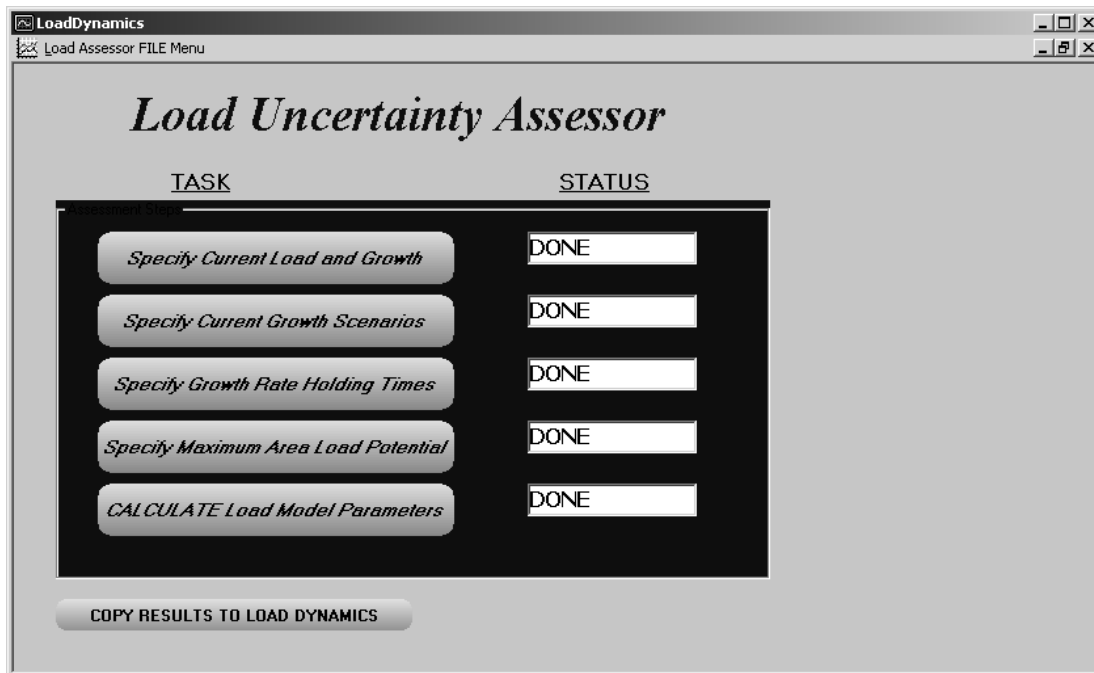 LoadDynamics
Load Assessor FILE Menu
Load Uncertainty Assessor
TASK STATUS
Assessment Steps
Specify Current Load and Growth DONE
Specify Current Growth Scenarios DONE
Specify Growth Rate Holding Times DONE
Specify Maximum Area Load Potential DONE
CALCULATE Load Model Parameters DONE
COPY RESULTS TO LOAD DYNAMICS